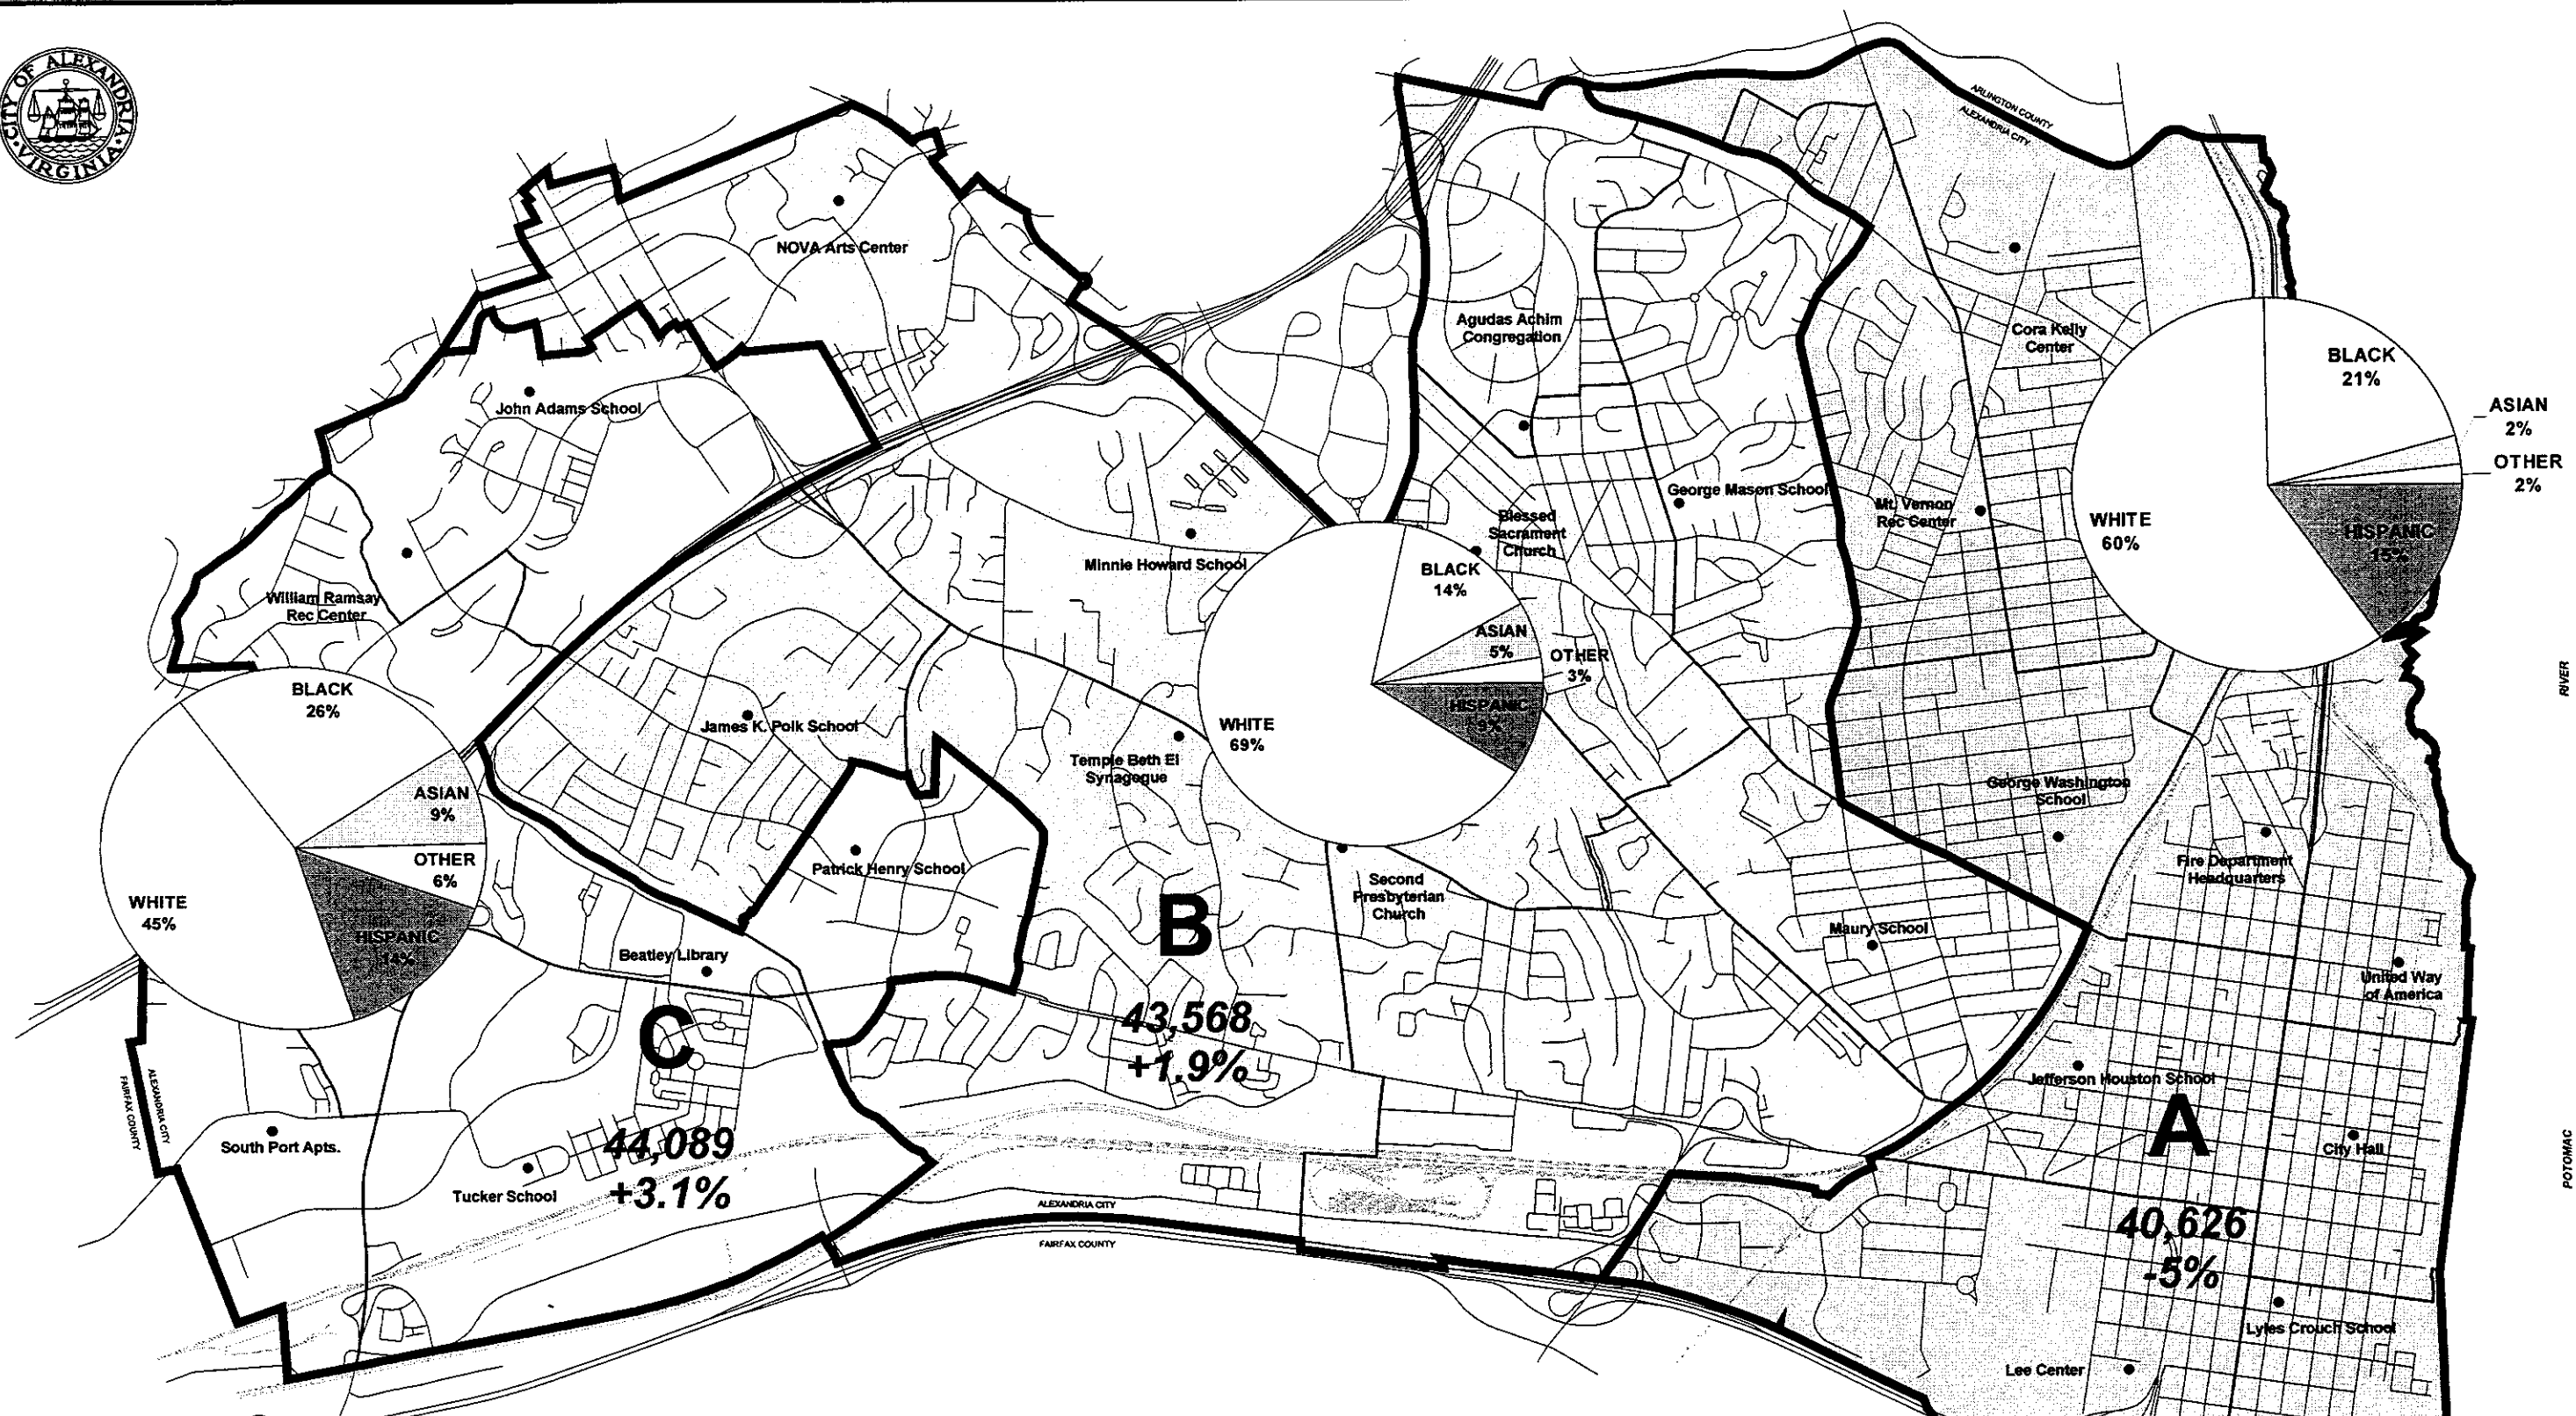 CITY OF ALEXANDRIA
VIRGINIA
ARLINGTON COUNTY
ALEXANDRIA CITY
NOVA Arts Center
Agudas Achim
Congregation
Cora Kelly
Center
BLACK
21%
ASIAN
2%
OTHER
2%
HISPANIC
15%
WHITE
60%
John Adams School
George Mason School
Mt. Vernon
Rec Center
Blessed
Sacrament
Church
Minnie Howard School
William Ramsay
Rec Center
BLACK
14%
ASIAN
5%
OTHER
3%
HISPANIC
9%
WHITE
69%
RIVER
BLACK
26%
ASIAN
9%
OTHER
6%
HISPANIC
14%
WHITE
45%
James K. Polk School
Temple Beth El
Synagogue
George Washington
School
Patrick Henry School
Second
Presbyterian
Church
Fire Department
Headquarters
B
43,568
+1.9%
Maury School
Beatley Library
United Way
of America
C
44,089
+3.1%
Jefferson Houston School
A
40,626
-5%
City Hall
POTOMAC
ALEXANDRIA CITY
FAIRFAX COUNTY
South Port Apts.
Tucker School
ALEXANDRIA CITY
FAIRFAX COUNTY
Lyles Crouch School
Lee Center